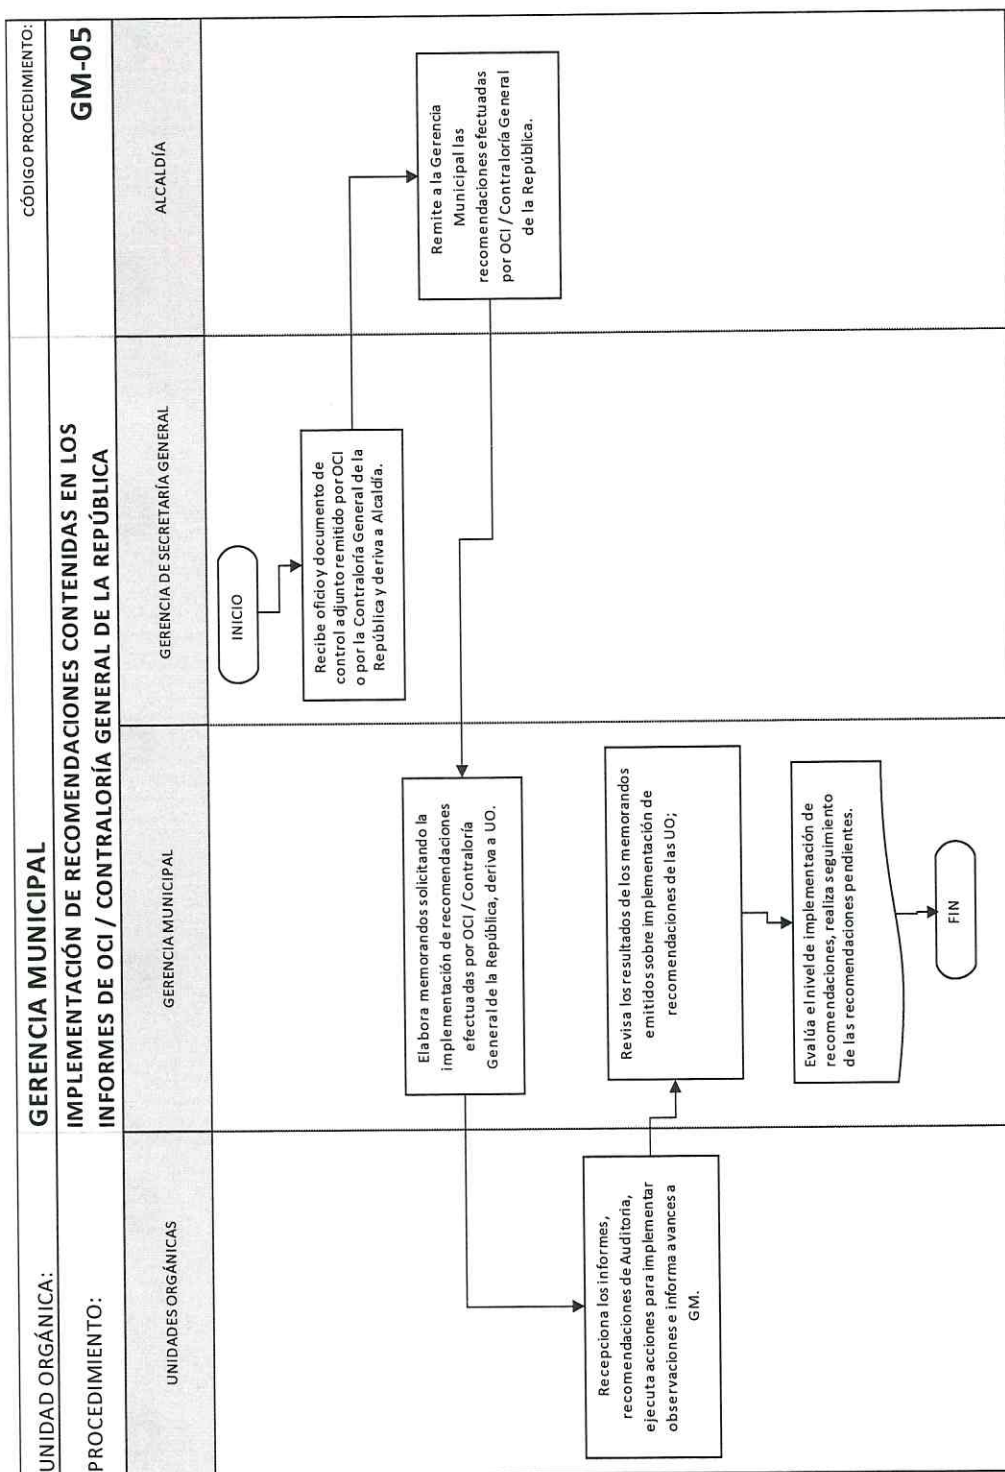 UNIDAD ORGÁNICA:
GERENCIA MUNICIPAL
CÓDIGO PROCEDIMIENTO:
PROCEDIMIENTO:
IMPLEMENTACIÓN DE RECOMENDACIONES CONTENIDAS EN LOS
INFORMES DE OCI / CONTRALORÍA GENERAL DE LA REPÚBLICA
GM-05
UNIDADES ORGÁNICAS
GERENCIA MUNICIPAL
GERENCIA DE SECRETARÍA GENERAL
ALCALDÍA
INICIO
Recibe oficio y documento de
control adjunto remitido por OCI
o por la Contraloría General de la
República y deriva a Alcaldía.
Remite a la Gerencia
Municipal las
recomendaciones efectuadas
por OCI / Contraloría General
de la República.
Elabora memorandos solicitando la
implementación de recomendaciones
efectuadas por OCI / Contraloría
General de la República, deriva a UO.
Recepciona los informes,
recomendaciones de Auditoria,
ejecuta acciones para implementar
observaciones e informa avances a
GM.
Revisa los resultados de los memorandos
emitidos sobre implementación de
recomendaciones de las UO;
Evalúa el nivel de implementación de
recomendaciones, realiza seguimiento
de las recomendaciones pendientes.
FIN